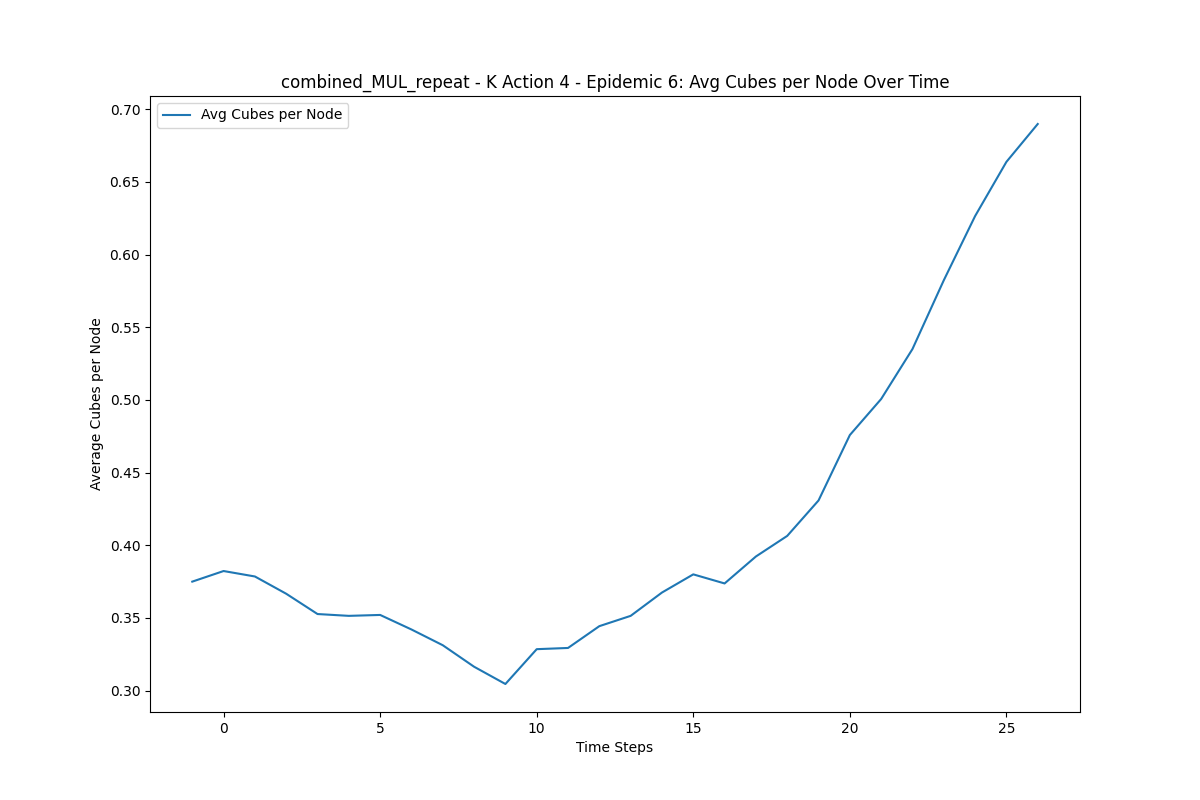 combined_MUL_repeat - K Action 4 - Epidemic 6: Avg Cubes per Node Over Time
Avg Cubes per Node
0.70
0.65
0.60
0.55
0.50
0.45
0.40
0.35
0.30
Average Cubes per Node
0 5 10 15 20 25
Time Steps